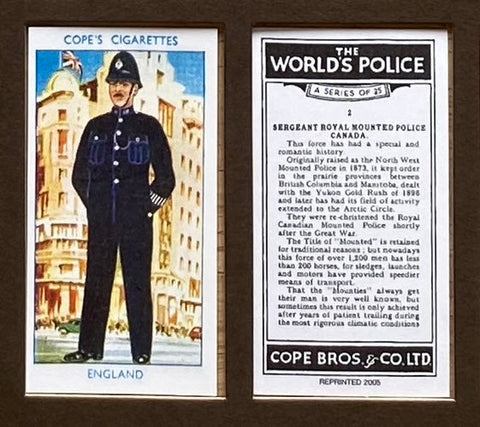 COPE'S CIGARETTES
ENGLAND
THE
WORLD'S POLICE
A SERIES OF 25
2
SERGEANT ROYAL MOUNTED POLICE
CANADA.
This force has had a special and
romantic history.
Originally raised as the North West
Mounted Police in 1873, it kept order
in the prairie provinces between
British Columbia and Manitoba, dealt
with the Yukon Gold Rush of 1898
and later has had its field of activity
extended to the Arctic Circle.
They were re-christened the Royal
Canadian Mounted Police shortly
after the Great War.
The Title of "Mounted" is retained
for traditional reasons; but nowadays
this force of over 1,200 men has less
than 200 horses, for sledges, launches
and motors have provided speedier
means of transport.
That the "Mounties" always get
their man is very well known, but
sometimes this result is only achieved
after years of patient trailing during
the most rigorous climatic conditions
COPE BROS. & CO. LTD.
REPRINTED 2005